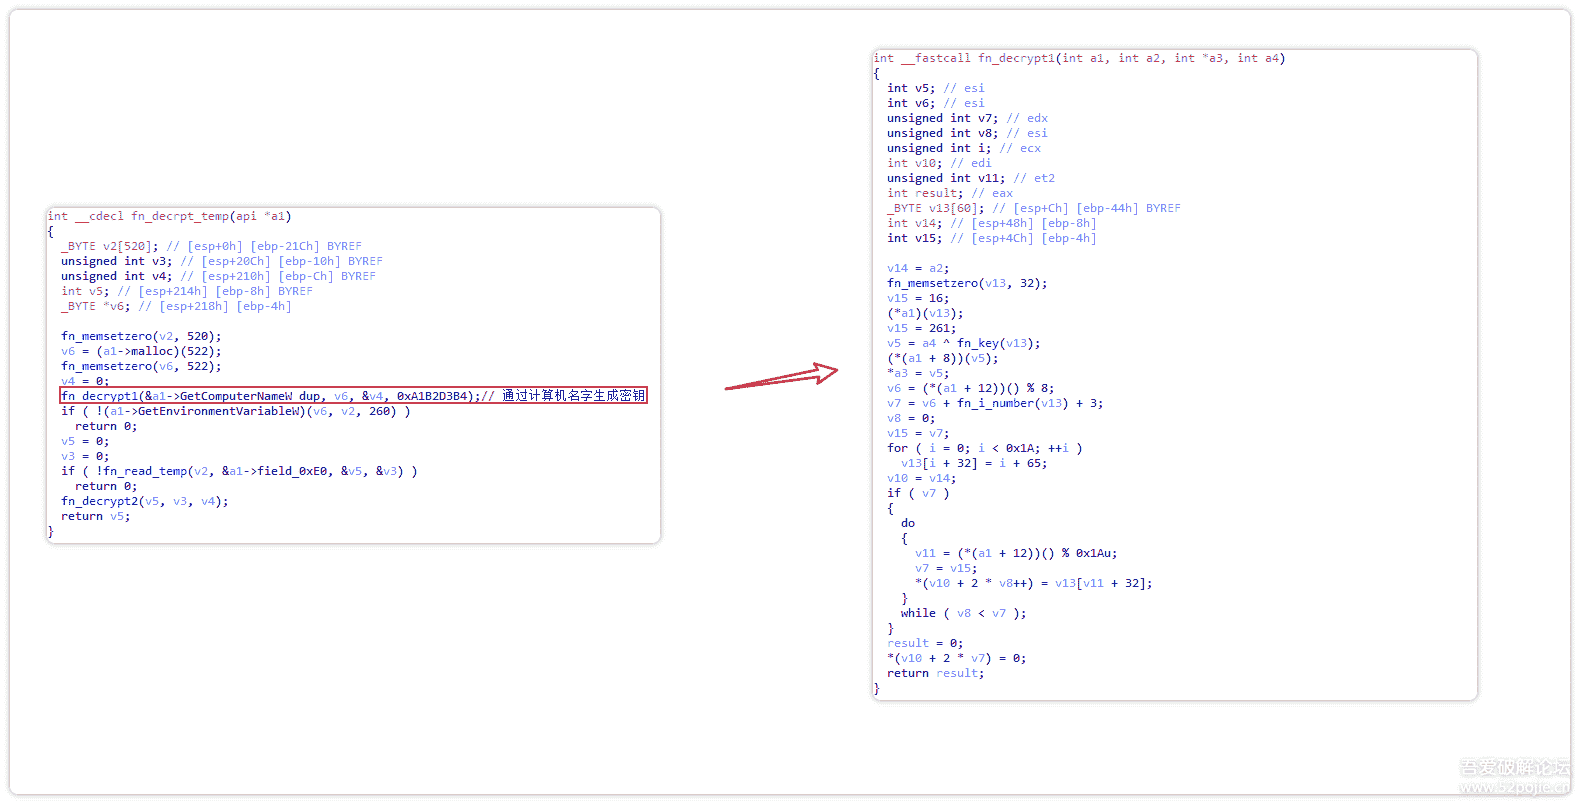 int __cdecl fn_decrpt_temp(api *a1)
{
_BYTE v2[520]; // [esp+0h] [ebp-21Ch] BYREF
unsigned int v3; // [esp+20Ch] [ebp-10h] BYREF
unsigned int v4; // [esp+210h] [ebp-Ch] BYREF
int v5; // [esp+214h] [ebp-8h] BYREF
_BYTE *v6; // [esp+218h] [ebp-4h]
fn_memsetzero(v2, 520);
v6 = (a1->malloc)(522);
fn_memsetzero(v6, 522);
v4 = 0;
fn_decrypt1(&a1->GetComputerNameW_dup, v6, &v4, 0xA1B2D3B4);// 通过计算机名字生成密钥
if ( !(a1->GetEnvironmentVariableW)(v6, v2, 260) )
return 0;
v5 = 0;
v3 = 0;
if ( !fn_read_temp(v2, &a1->field_0xE0, &v5, &v3) )
return 0;
fn_decrypt2(v5, v3, v4);
return v5;
}
int __fastcall fn_decrypt1(int a1, int a2, int *a3, int a4)
{
int v5; // esi
int v6; // esi
unsigned int v7; // edx
unsigned int v8; // esi
unsigned int i; // ecx
int v10; // edi
unsigned int v11; // et2
int result; // eax
_BYTE v13[60]; // [esp+Ch] [ebp-44h] BYREF
int v14; // [esp+48h] [ebp-8h]
int v15; // [esp+4Ch] [ebp-4h]
v14 = a2;
fn_memsetzero(v13, 32);
v15 = 16;
(*a1)(v13);
v15 = 261;
v5 = a4 ^ fn_key(v13);
(*(a1 + 8))(v5);
*a3 = v5;
v6 = (*(a1 + 12))() % 8;
v7 = v6 + fn_i_number(v13) + 3;
v8 = 0;
v15 = v7;
for ( i = 0; i < 0x1A; ++i )
v13[i + 32] = i + 65;
v10 = v14;
if ( v7 )
{
do
{
v11 = (*(a1 + 12))() % 0x1Au;
v7 = v15;
*(v10 + 2 * v8++) = v13[v11 + 32];
}
while ( v8 < v7 );
}
result = 0;
*(v10 + 2 * v7) = 0;
return result;
}
吾爱破解论坛
www.52pojie.cn